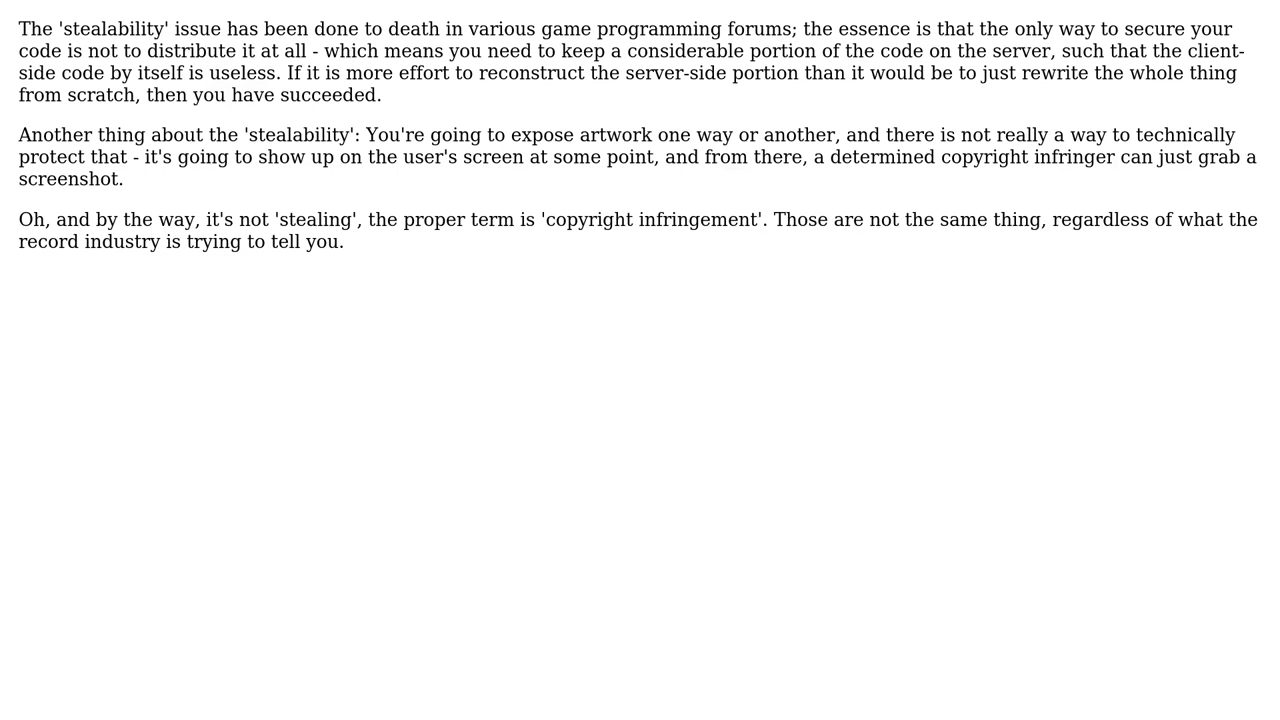 The 'stealability' issue has been done to death in various game programming forums; the essence is that the only way to secure your
code is not to distribute it at all - which means you need to keep a considerable portion of the code on the server, such that the client-
side code by itself is useless. If it is more effort to reconstruct the server-side portion than it would be to just rewrite the whole thing
from scratch, then you have succeeded.
Another thing about the 'stealability': You're going to expose artwork one way or another, and there is not really a way to technically
protect that - it's going to show up on the user's screen at some point, and from there, a determined copyright infringer can just grab a
screenshot.
Oh, and by the way, it's not 'stealing', the proper term is 'copyright infringement'. Those are not the same thing, regardless of what the
record industry is trying to tell you.